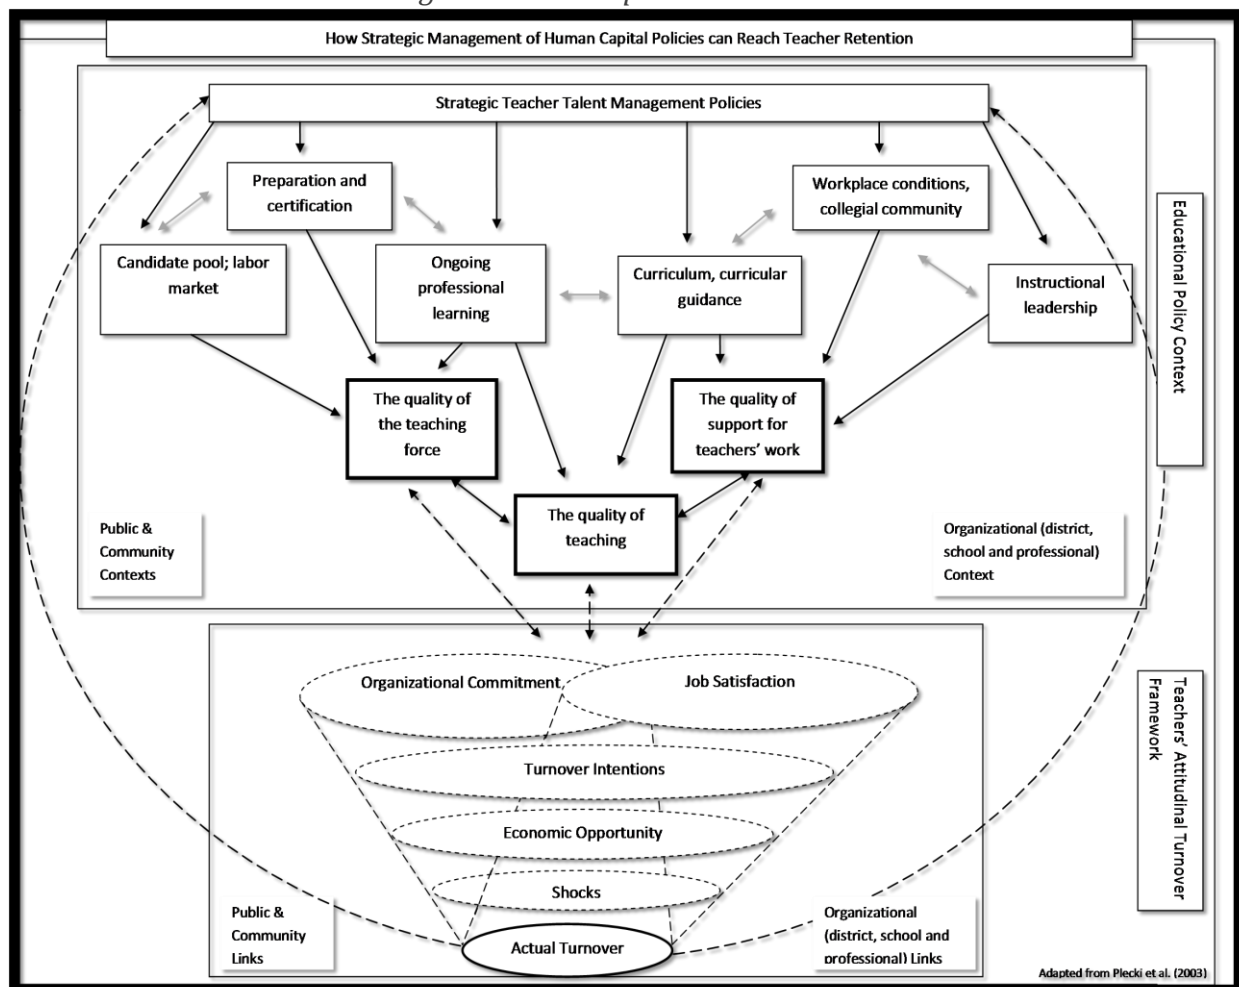 How Strategic Management of Human Capital Policies can Reach Teacher Retention
Strategic Teacher Talent Management Policies
Preparation and
certification
Workplace conditions,
collegial community
Candidate pool; labor
market
Ongoing
professional
learning
Curriculum, curricular
guidance
Instructional
leadership
Educational Policy Context
The quality of
the teaching
force
The quality of
support for
teachers' work
The quality of
teaching
Public &
Community
Contexts
Organizational (district,
school and professional)
Context
Organizational Commitment
Job Satisfaction
Turnover Intentions
Economic Opportunity
Shocks
Actual Turnover
Teachers' Attitudinal Turnover
Framework
Public &
Community
Links
Organizational
(district, school and
professional) Links
Adapted from Plecki et al. (2003)